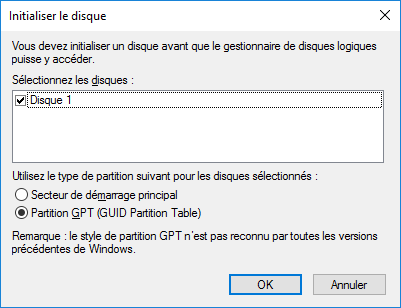 Initialiser le disque
Vous devez initialiser un disque avant que le gestionnaire de disques logiques
puisse y accéder.
Sélectionnez les disques :
Disque 1
Utilisez le type de partition suivant pour les disques sélectionnés :
Secteur de démarrage principal
Partition GPT (GUID Partition Table)
Remarque : le style de partition GPT n'est pas reconnu par toutes les versions
précédentes de Windows.
OK
Annuler